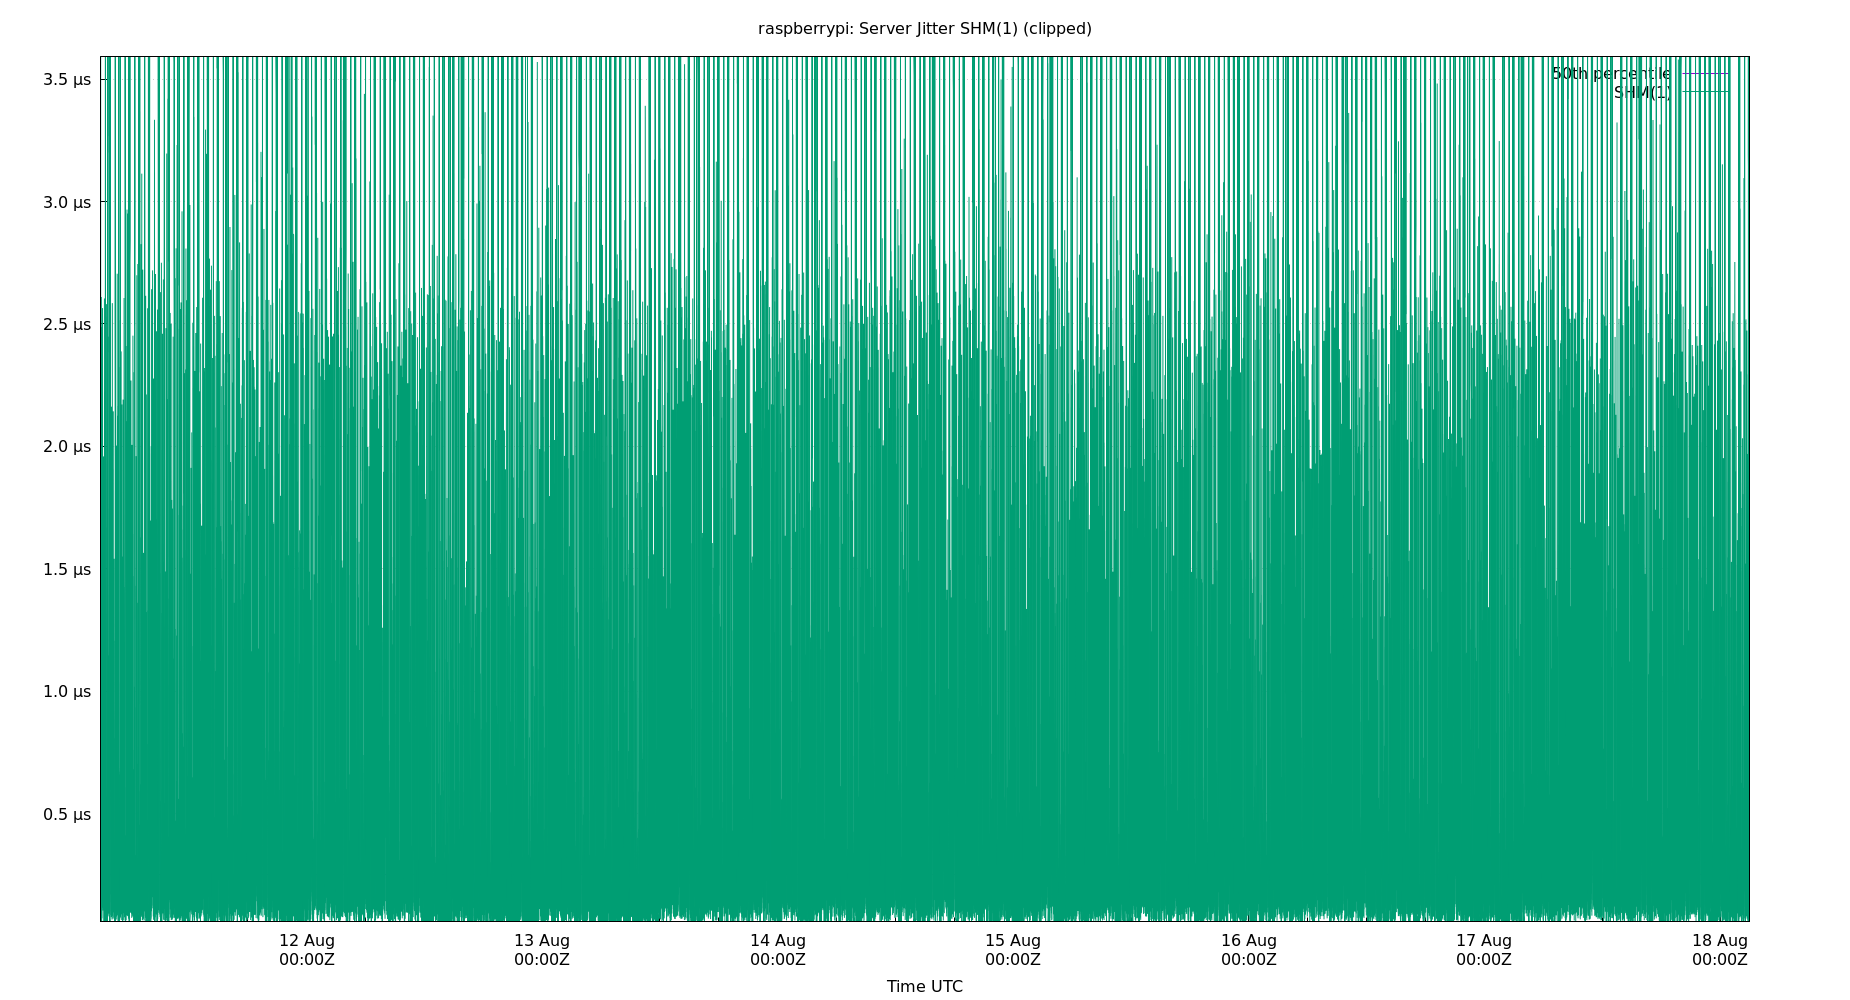 raspberrypi: Server Jitter SHM(1) (clipped)
50th percentile
SHM(1)
3.5 µs
3.0 µs
2.5 µs
2.0 µs
1.5 µs
1.0 µs
0.5 µs
12 Aug 13 Aug 14 Aug 15 Aug 16 Aug 17 Aug 18 Aug
00:00Z 00:00Z 00:00Z 00:00Z 00:00Z 00:00Z 00:00Z
Time UTC